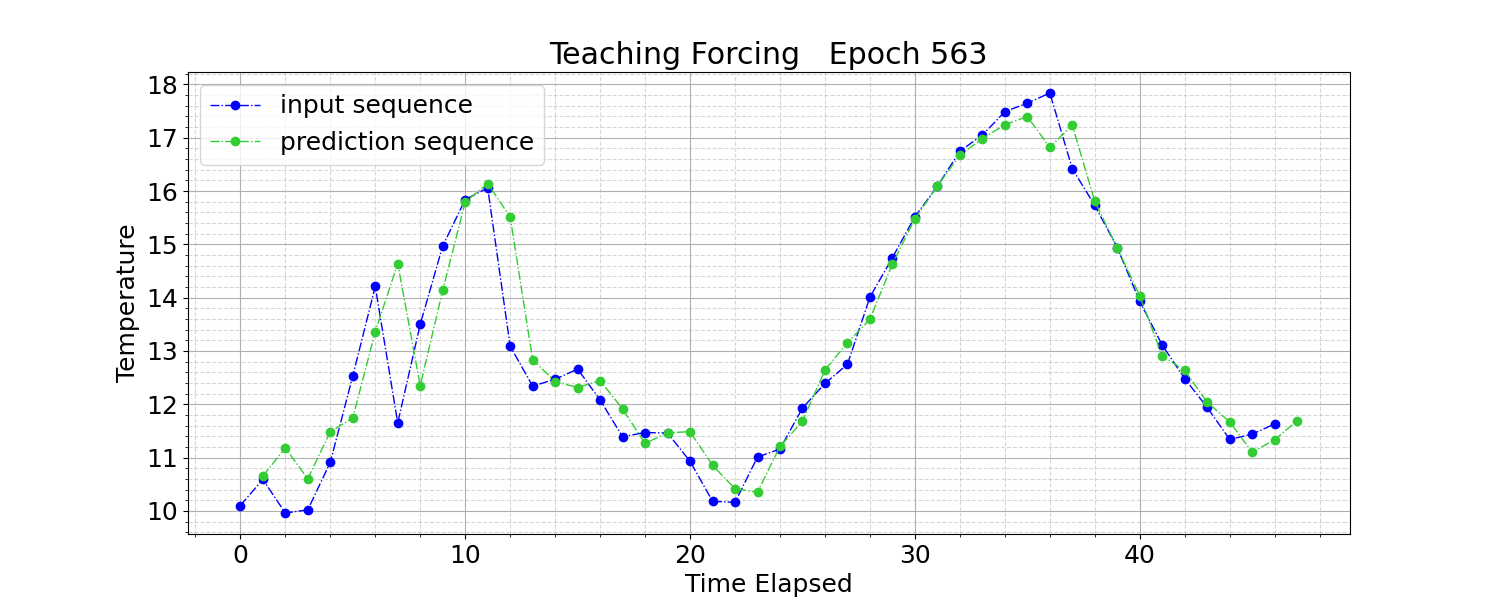 Teaching Forcing   Epoch 563
input sequence
prediction sequence
18
17
16
15
14
13
12
11
10
Temperature
0 10 20 30 40
Time Elapsed